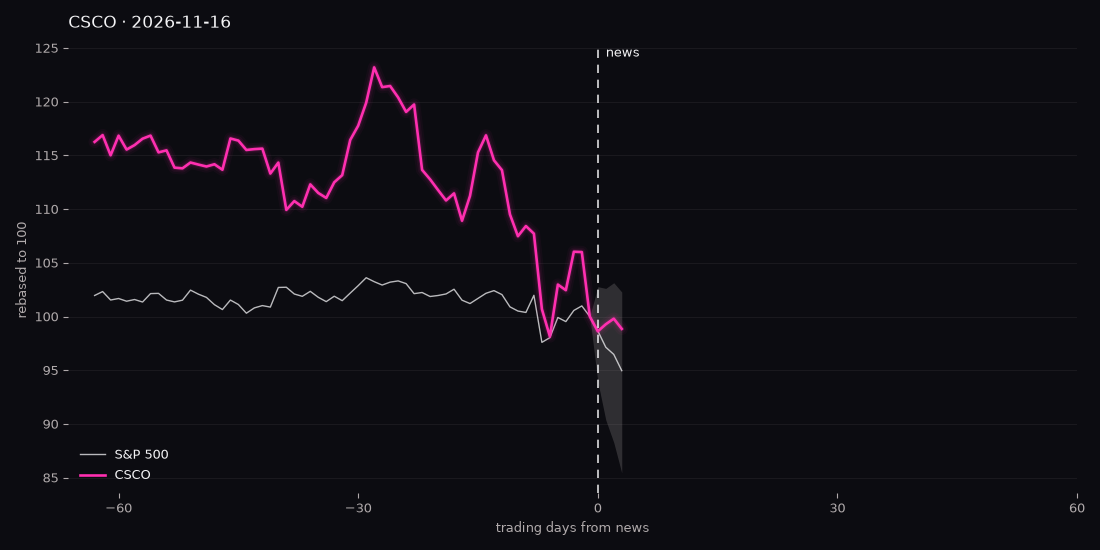 CSCO · 2026-11-16
125
120
115
110
105
100
95
90
85
rebased to 100
news
S&P 500
CSCO
−60
−30
0
30
60
trading days from news